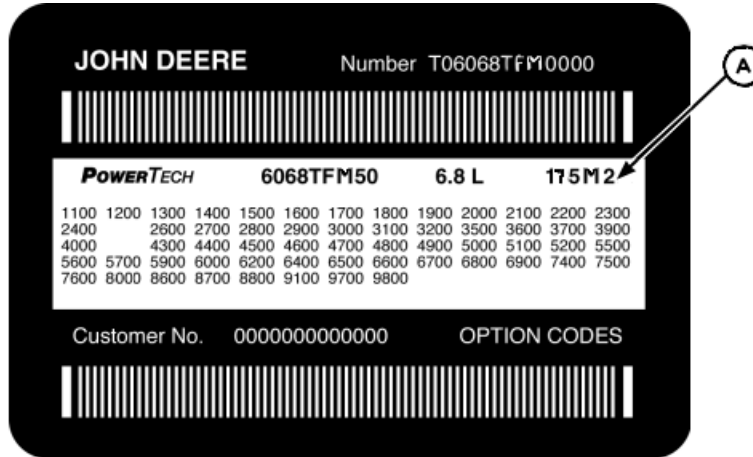 JOHN DEERE Number T06068TFM0000
A
POWERTECH 6068TFM50 6.8 L 175M2
1100 1200 1300 1400 1500 1600 1700 1800 1900 2000 2100 2200 2300
2400 2600 2700 2800 2900 3000 3100 3200 3500 3600 3700 3900
4000 4300 4400 4500 4600 4700 4800 4900 5000 5100 5200 5500
5600 5700 5900 6000 6200 6400 6500 6600 6700 6800 6900 7400 7500
7600 8000 8600 8700 8800 9100 9700 9800
Customer No. 0000000000000 OPTION CODES